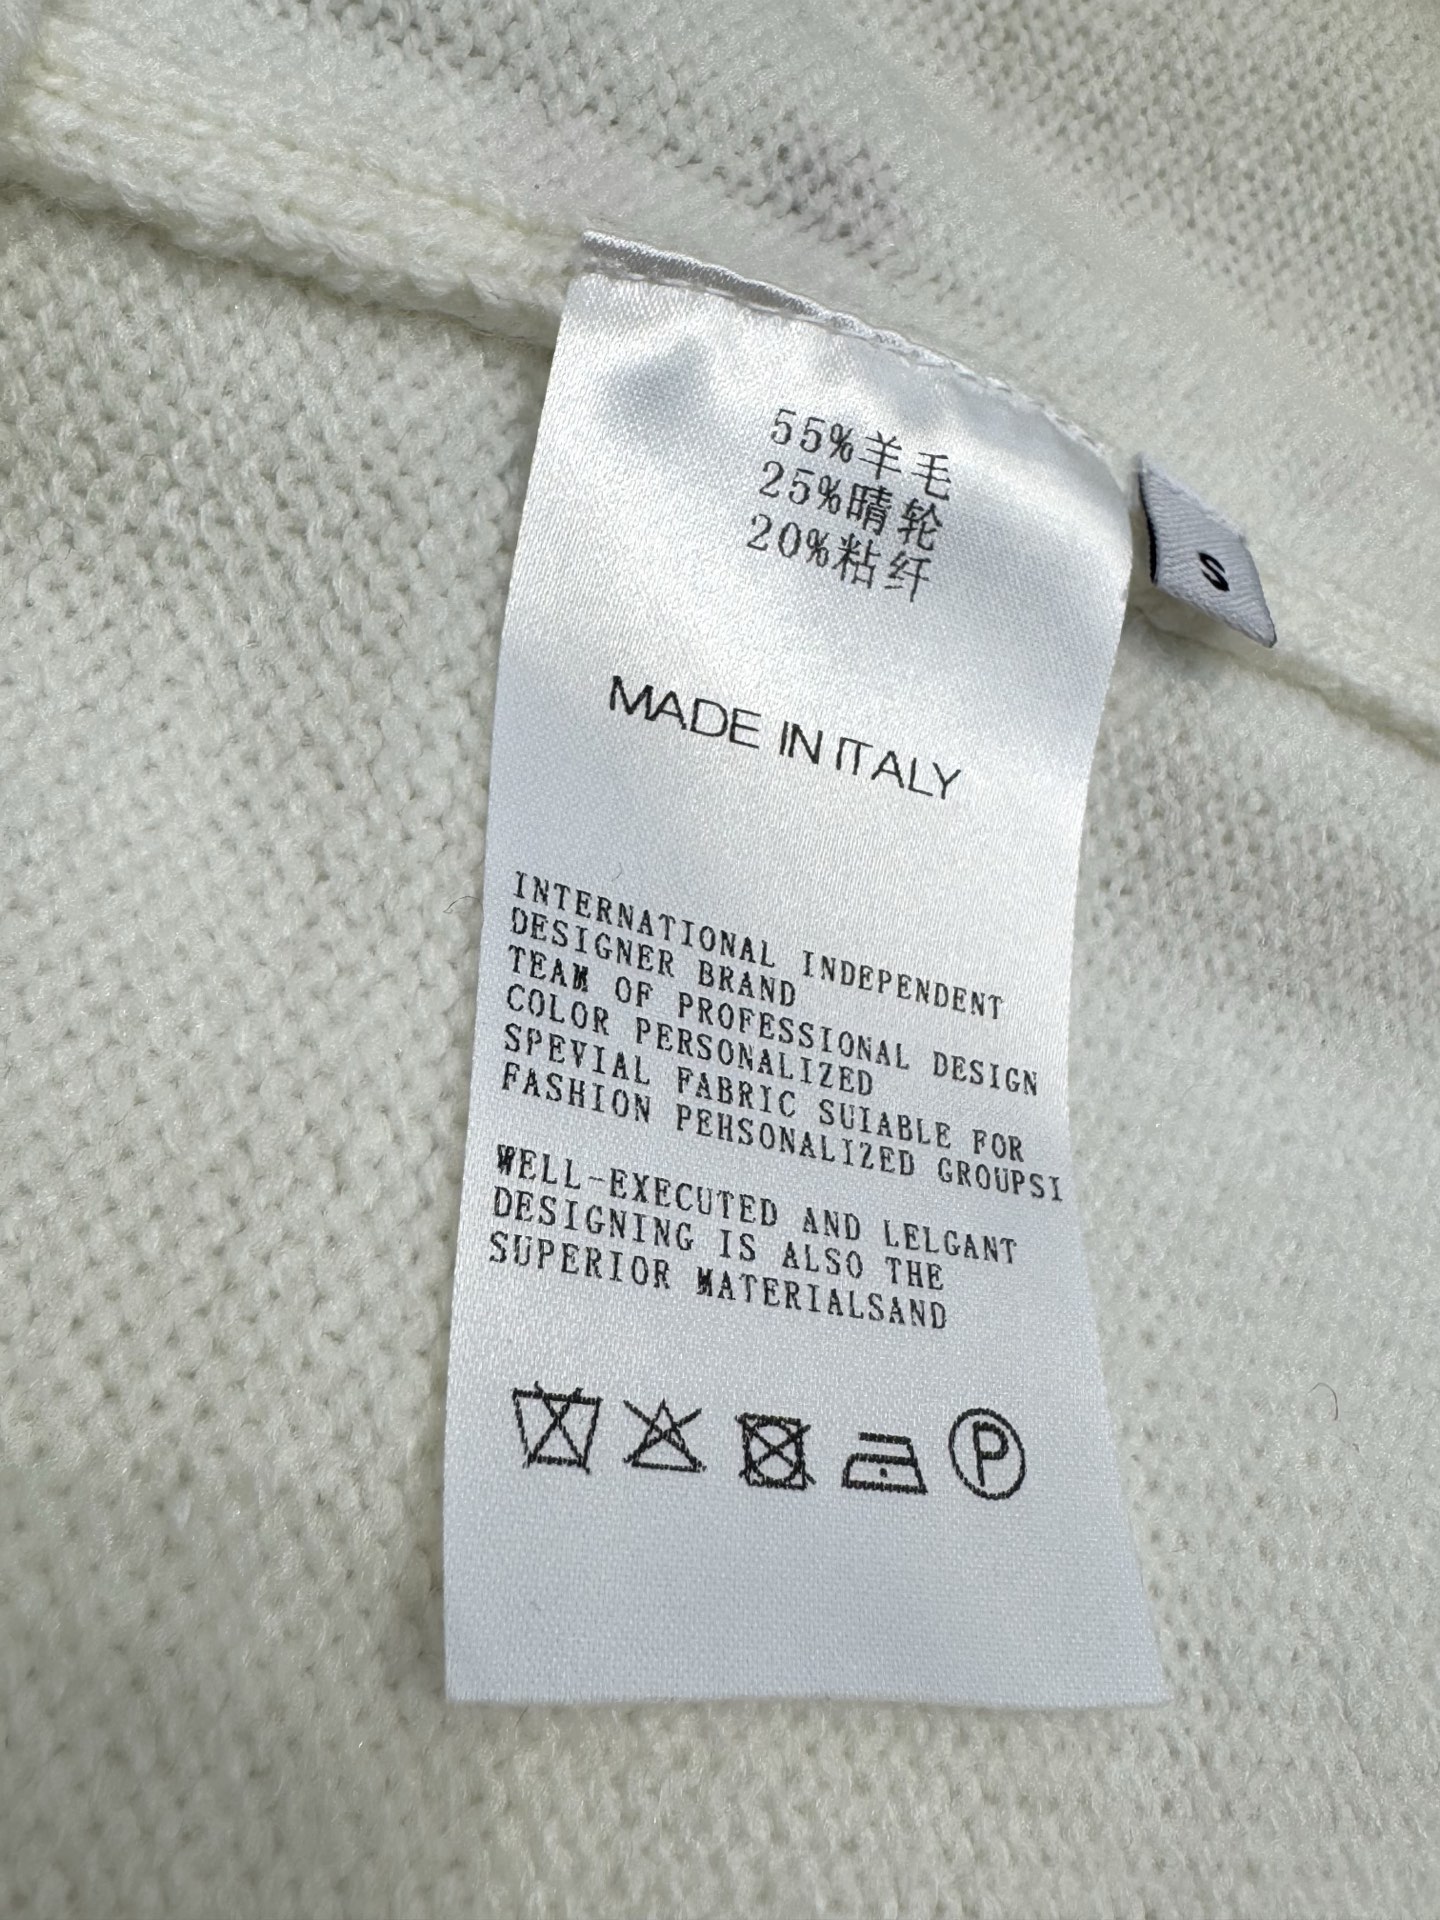 55%羊毛
25%晴轮
20%粘纤
S
MADE IN ITALY
INTERNATIONAL INDEPENDENT
DESIGNER BRAND
TEAM OF PROFESSIONAL DESIGN
COLOR PERSONALIZED
SPEVIAL FABRIC SUIABLE FOR
FASHION PEHSONALIZED GROUPSI
WELL-EXECUTED AND LELGANT
DESIGNING IS ALSO THE
SUPERIOR MATERIALSAND
P